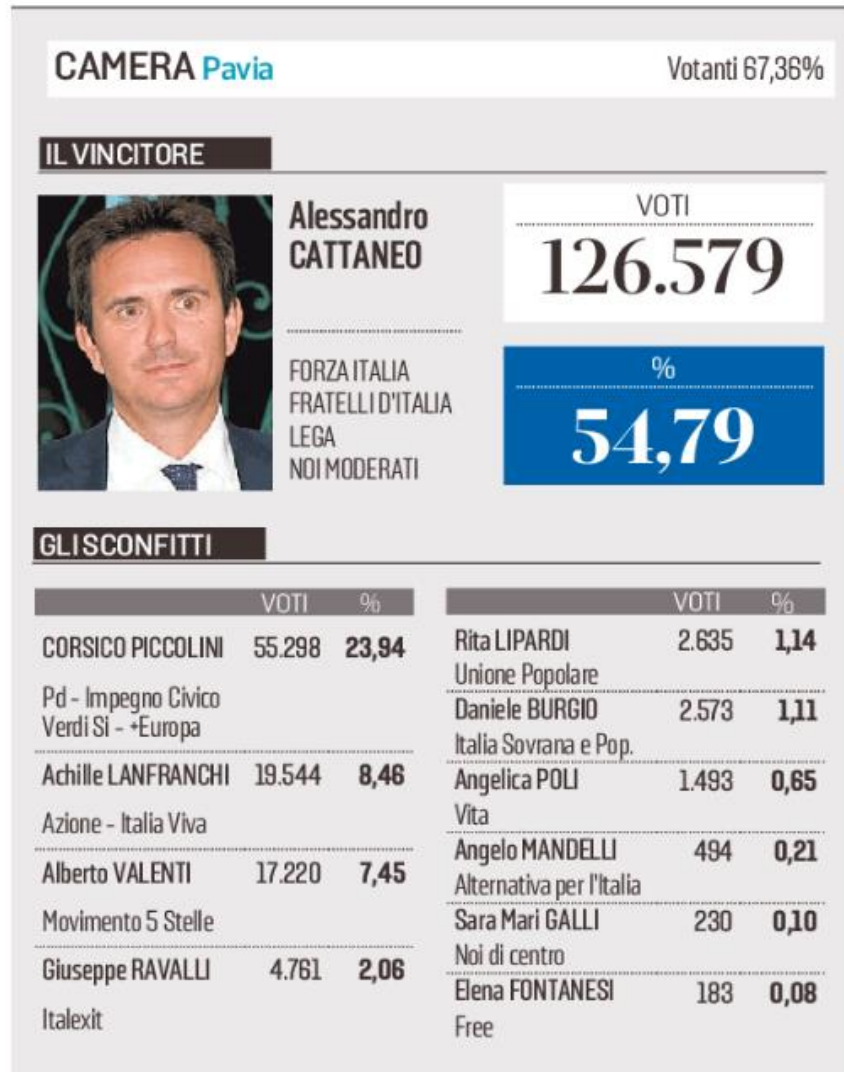 CAMERA Pavia
Votanti 67,36%
IL VINCITORE
Alessandro
CATTANEO
FORZA ITALIA
FRATELLI D'ITALIA
LEGA
NOI MODERATI
VOTI
126.579
%
54,79
GLI SCONFITTI
VOTI %
CORSICO PICCOLINI 55.298 23,94
Pd - Impegno Civico
Verdi Si - +Europa
Achille LANFRANCHI 19.544 8,46
Azione - Italia Viva
Alberto VALENTI 17.220 7,45
Movimento 5 Stelle
Giuseppe RAVALLI 4.761 2,06
Italexit
VOTI %
Rita LIPARDI 2.635 1,14
Unione Popolare
Daniele BURGIO 2.573 1,11
Italia Sovrana e Pop.
Angelica POLI 1.493 0,65
Vita
Angelo MANDELLI 494 0,21
Alternativa per l'Italia
Sara Mari GALLI 230 0,10
Noi di centro
Elena FONTANESI 183 0,08
Free